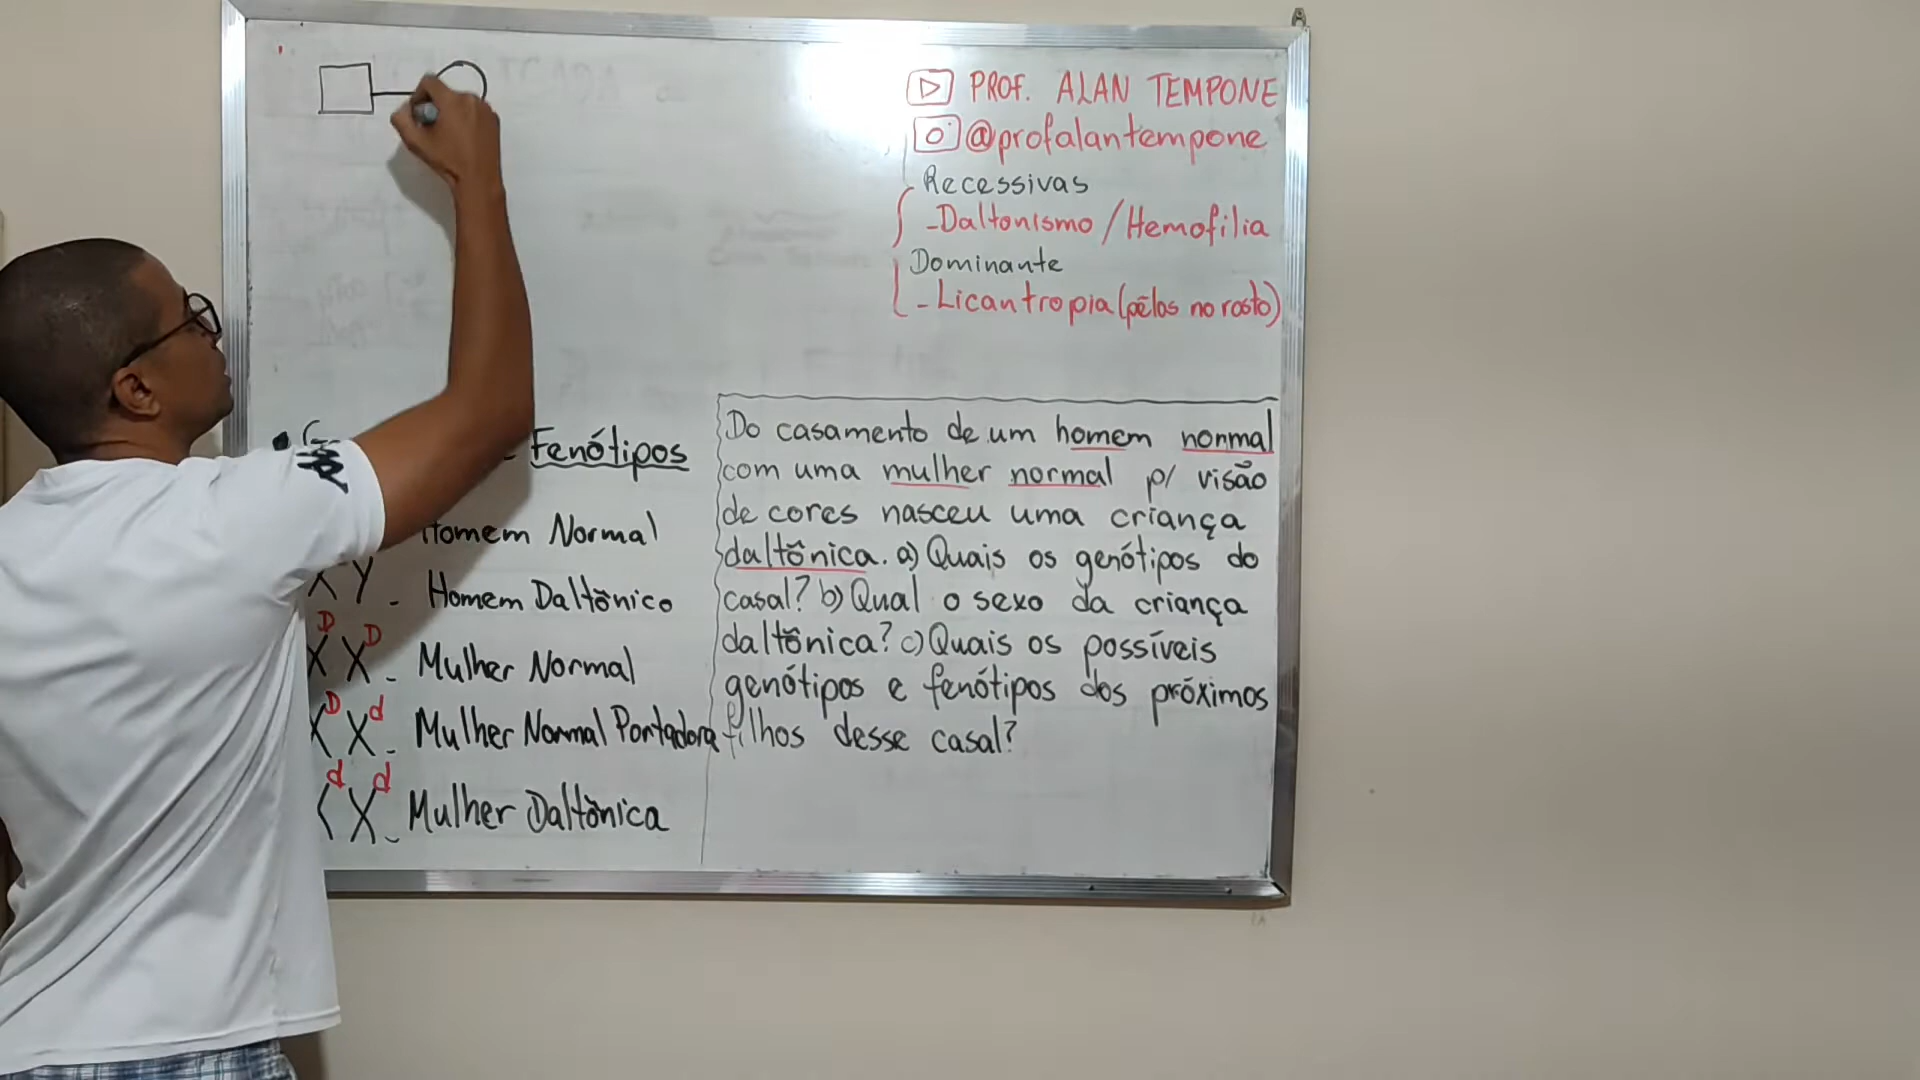 PROF. ALAN TEMPONE
@profalantempone
Recessivas
-Daltonismo/Hemofilia
Dominante
-Licantropia(pêlos no rosto)
- Fenótipos
Homem Normal
XY - Homem Daltônico
X^D X^D - Mulher Normal
X^D X^d - Mulher Normal Portadora
X^d X^d - Mulher Daltônica
Do casamento de um homem normal
com uma mulher normal p/ visão
de cores nasceu uma criança
daltônica. a) Quais os genótipos do
casal? b) Qual o sexo da criança
daltônica? c) Quais os possíveis
genótipos e fenótipos dos próximos
filhos desse casal?